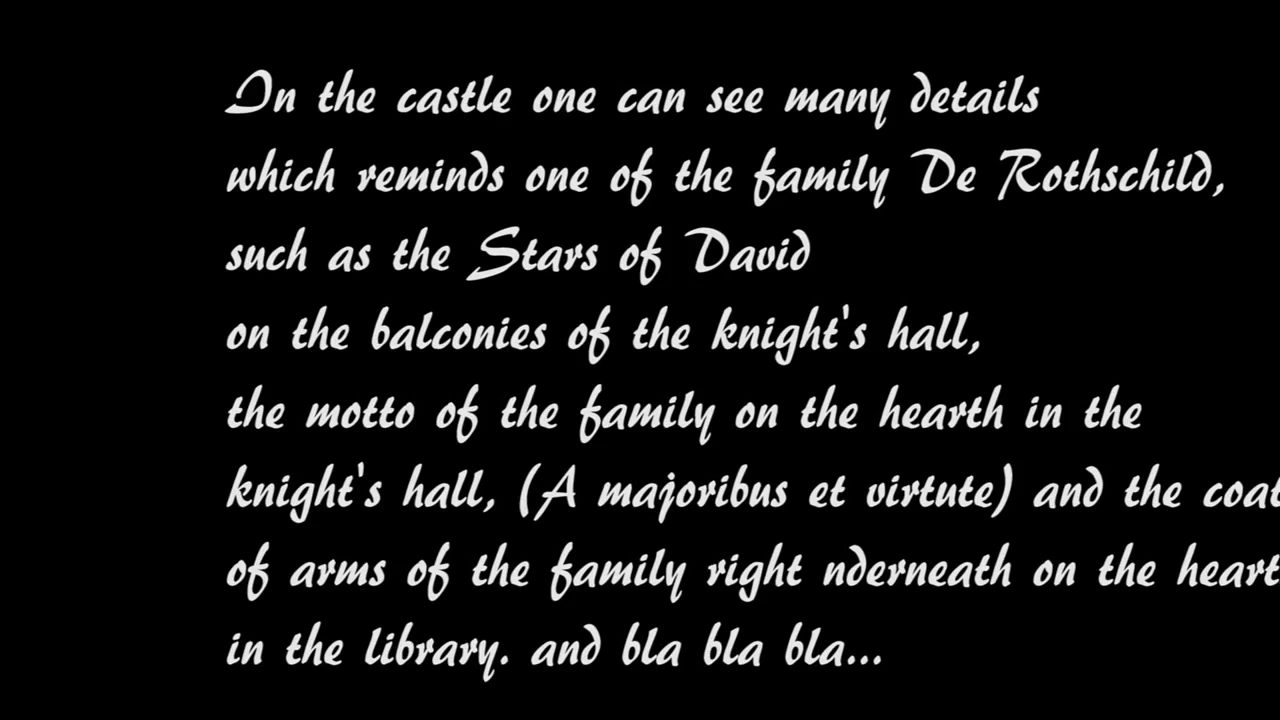 In the castle one can see many details
which reminds one of the family De Rothschild,
such as the Stars of David
on the balconies of the knight's hall,
the motto of the family on the hearth in the
knight's hall, (A majoribus et virtute) and the coat
of arms of the family right nderneath on the heart
in the library. and bla bla bla...